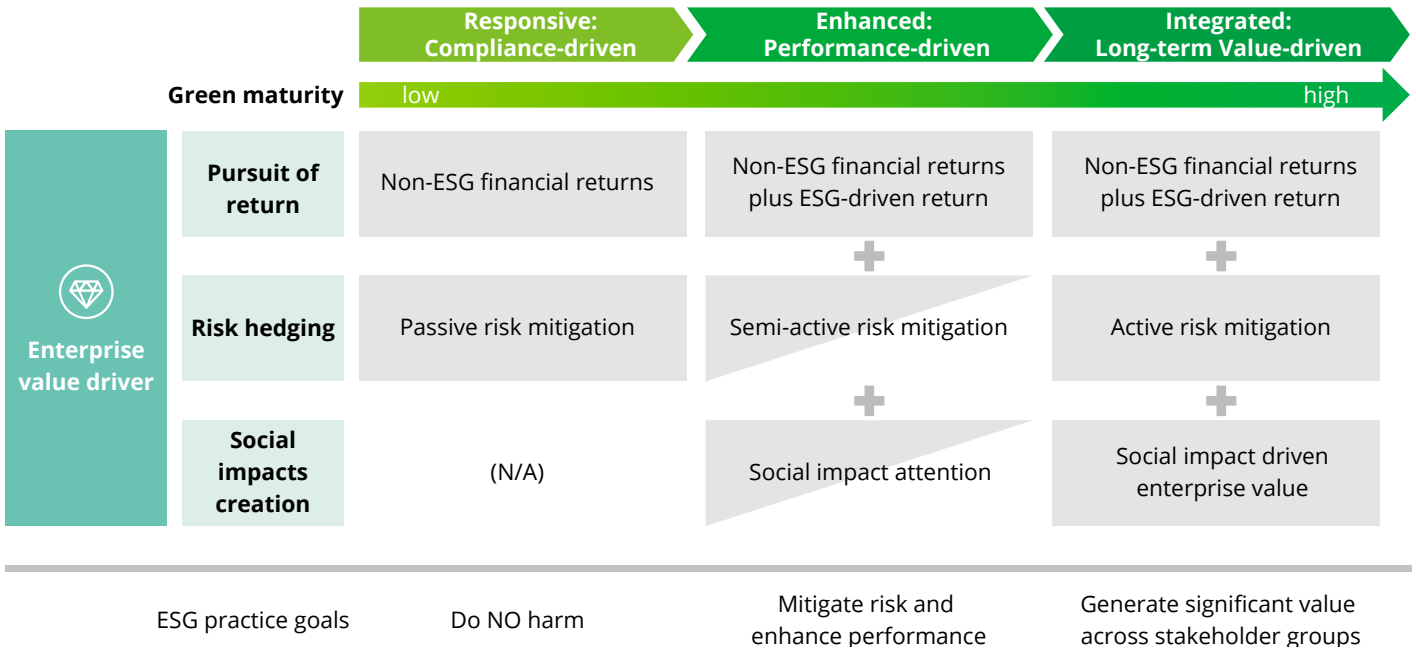 Responsive:
Compliance-driven
Enhanced:
Performance-driven
Integrated:
Long-term Value-driven
Green maturity
low
high
Enterprise
value driver
Pursuit of
return
Non-ESG financial returns
Non-ESG financial returns
plus ESG-driven return
Non-ESG financial returns
plus ESG-driven return
Risk hedging
Passive risk mitigation
Semi-active risk mitigation
Active risk mitigation
Social
impacts
creation
(N/A)
Social impact attention
Social impact driven
enterprise value
ESG practice goals
Do NO harm
Mitigate risk and
enhance performance
Generate significant value
across stakeholder groups